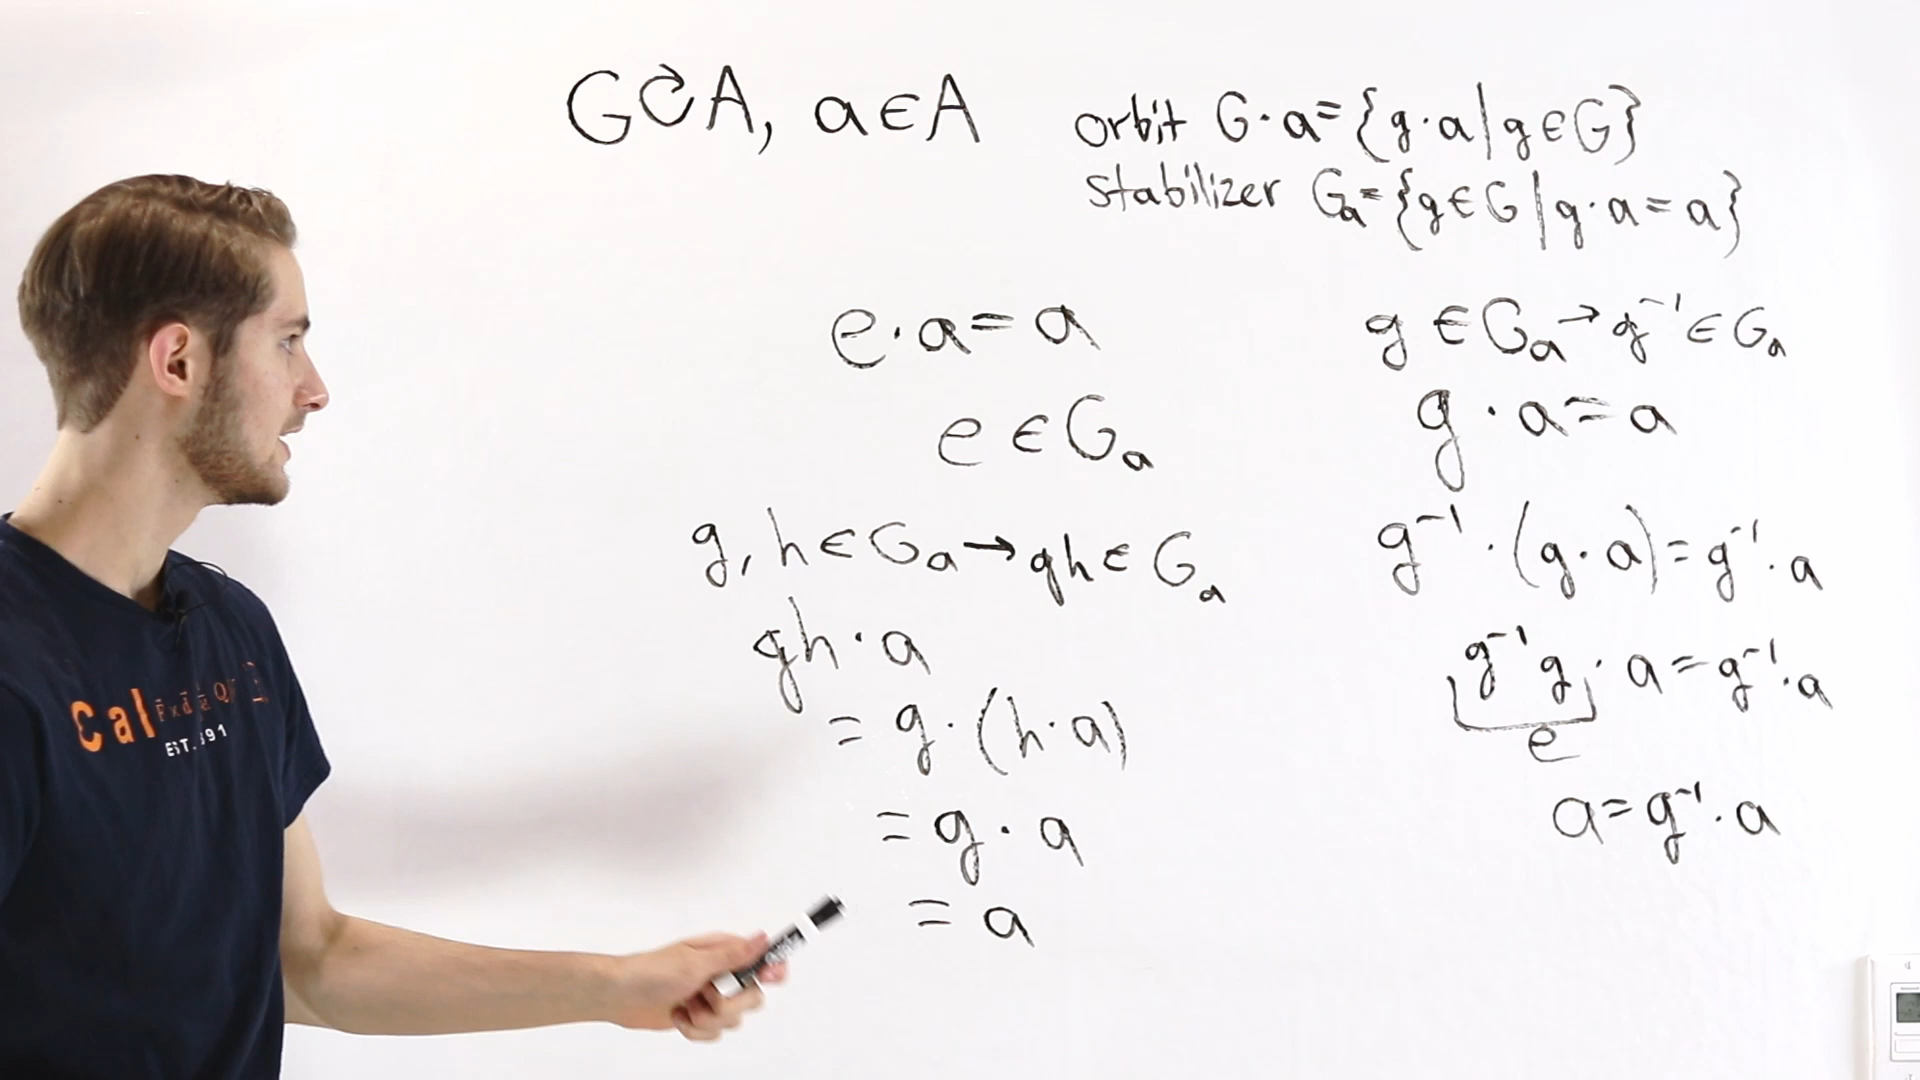 G↻A, a∈A
orbit G·a={g·a|g∈G}
stabilizer Gₐ={g∈G|g·a=a}
e·a=a
e∈Gₐ
g,h∈Gₐ→gh∈Gₐ
gh·a
=g·(h·a)
=g·a
=a
g∈Gₐ→g⁻¹∈Gₐ
g·a=a
g⁻¹·(g·a)=g⁻¹·a
g⁻¹g·a=g⁻¹·a
e
a=g⁻¹·a
Cal
EST.